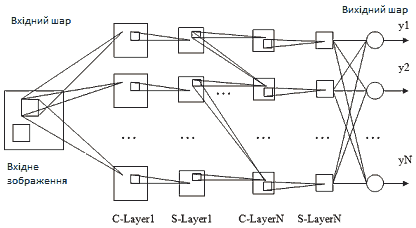 Вхідний шар
Вихідний шар
y1
y2
...
...
...
...
yN
Вхідне
зображення
C-Layer1
S-Layer1
C-LayerN
S-LayerN